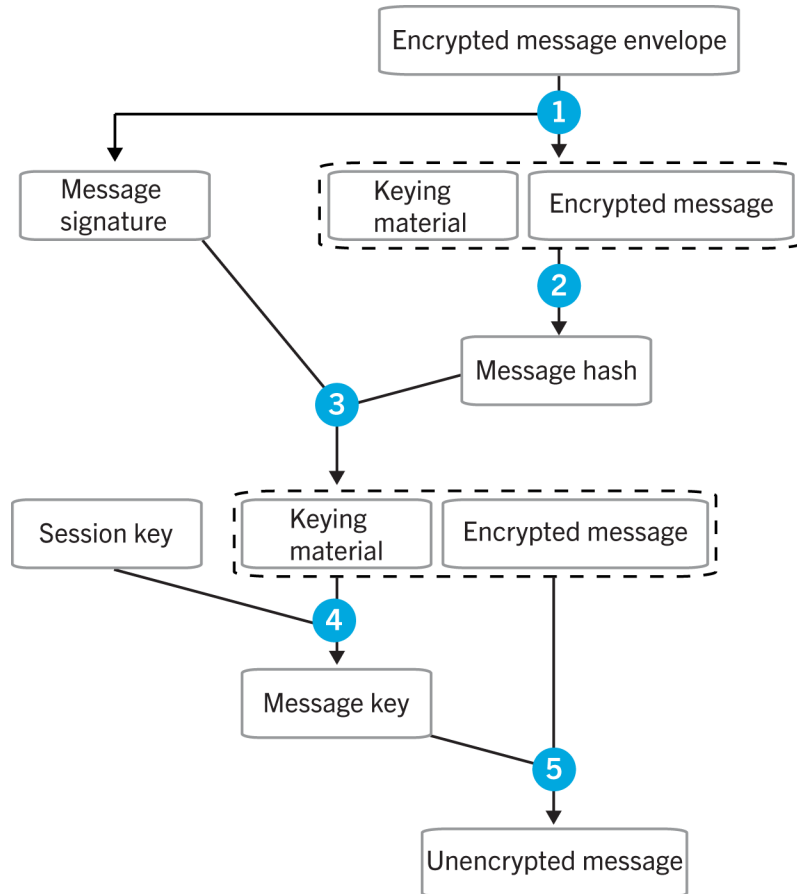 Encrypted message envelope
1
Message
signature
Keying
material
Encrypted message
2
Message hash
3
Session key
Keying
material
Encrypted message
4
Message key
5
Unencrypted message